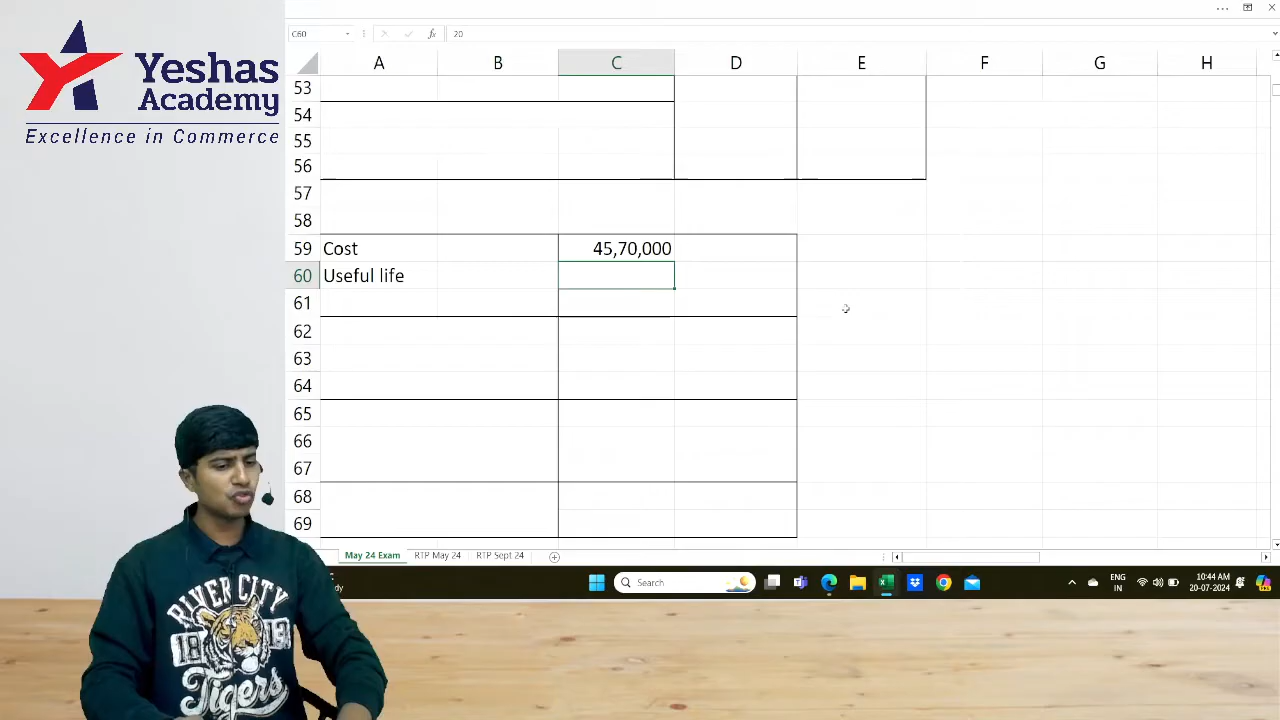 Yeshas
Academy
Excellence in Commerce
C60
20
A B C D E F G H
53
54
55
56
57
58
59 Cost 45,70,000
60 Useful life
61
62
63
64
65
66
67
68
69
May 24 Exam RTP May 24 RTP Sept 24
Search
ENG
IN
10:44 AM
20-07-2024
RIVER CITY
18
Tigers